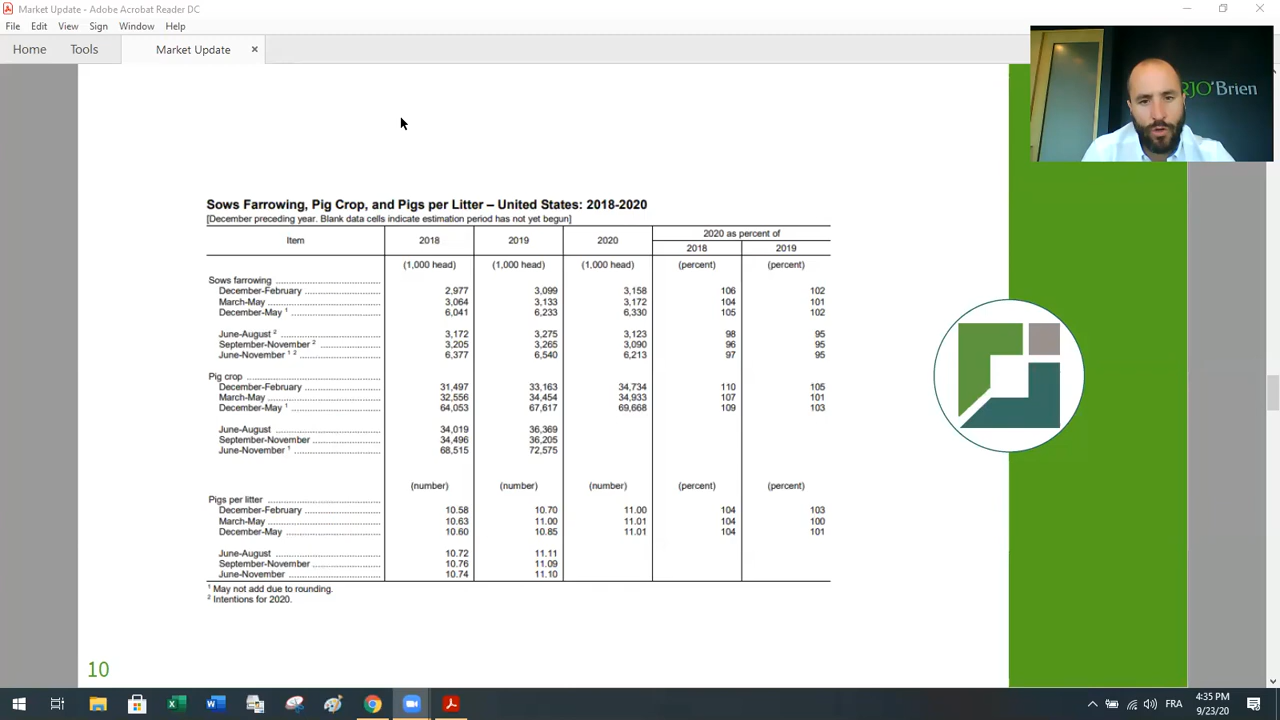 Market Update - Adobe Acrobat Reader DC
File Edit View Sign Window Help
Home Tools Market Update ×
RJO'Brien
Sows Farrowing, Pig Crop, and Pigs per Litter – United States: 2018-2020
[December preceding year. Blank data cells indicate estimation period has not yet begun]
Item 2018 2019 2020 2020 as percent of
2018 2019
(1,000 head) (1,000 head) (1,000 head) (percent) (percent)
Sows farrowing
December-February 2,977 3,099 3,158 106 102
March-May 3,064 3,133 3,172 104 101
December-May ¹ 6,041 6,233 6,330 105 102
June-August ² 3,172 3,275 3,123 98 95
September-November ² 3,205 3,265 3,090 96 95
June-November ¹ ² 6,377 6,540 6,213 97 95
Pig crop
December-February 31,497 33,163 34,734 110 105
March-May 32,556 34,454 34,933 107 101
December-May ¹ 64,053 67,617 69,668 109 103
June-August 34,019 36,369
September-November 34,496 36,205
June-November ¹ 68,515 72,575
(number) (number) (number) (percent) (percent)
Pigs per litter
December-February 10.58 10.70 11.00 104 103
March-May 10.63 11.00 11.01 104 100
December-May 10.60 10.85 11.01 104 101
June-August 10.72 11.11
September-November 10.76 11.09
June-November 10.74 11.10
¹ May not add due to rounding.
² Intentions for 2020.
10
FRA
4:35 PM
9/23/20